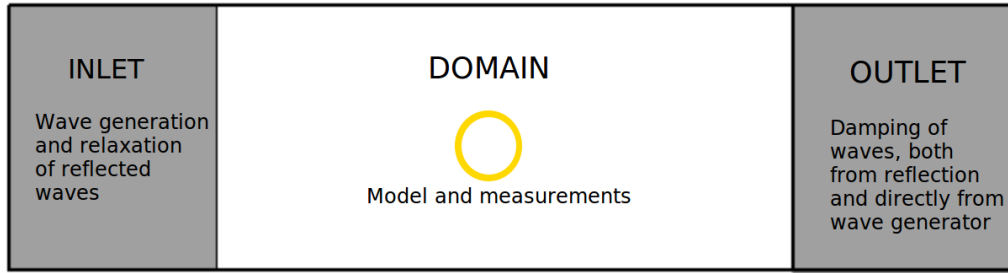 INLET
Wave generation
and relaxation
of reflected
waves
DOMAIN
Model and measurements
OUTLET
Damping of
waves, both
from reflection
and directly from
wave generator